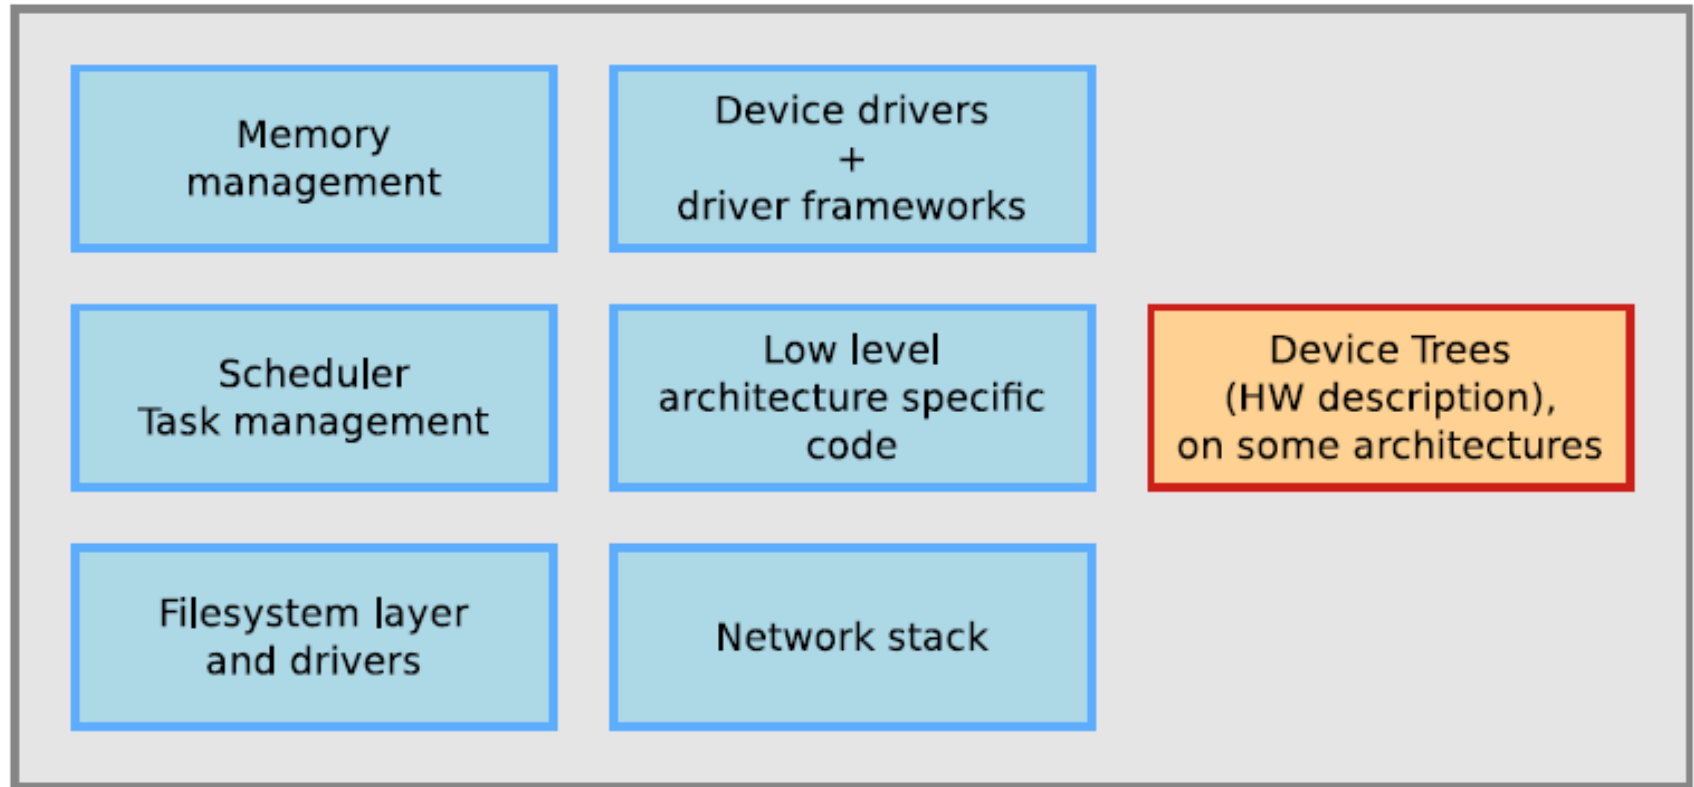 Memory
management
Device drivers
+
driver frameworks
Scheduler
Task management
Low level
architecture specific
code
Device Trees
(HW description),
on some architectures
Filesystem layer
and drivers
Network stack